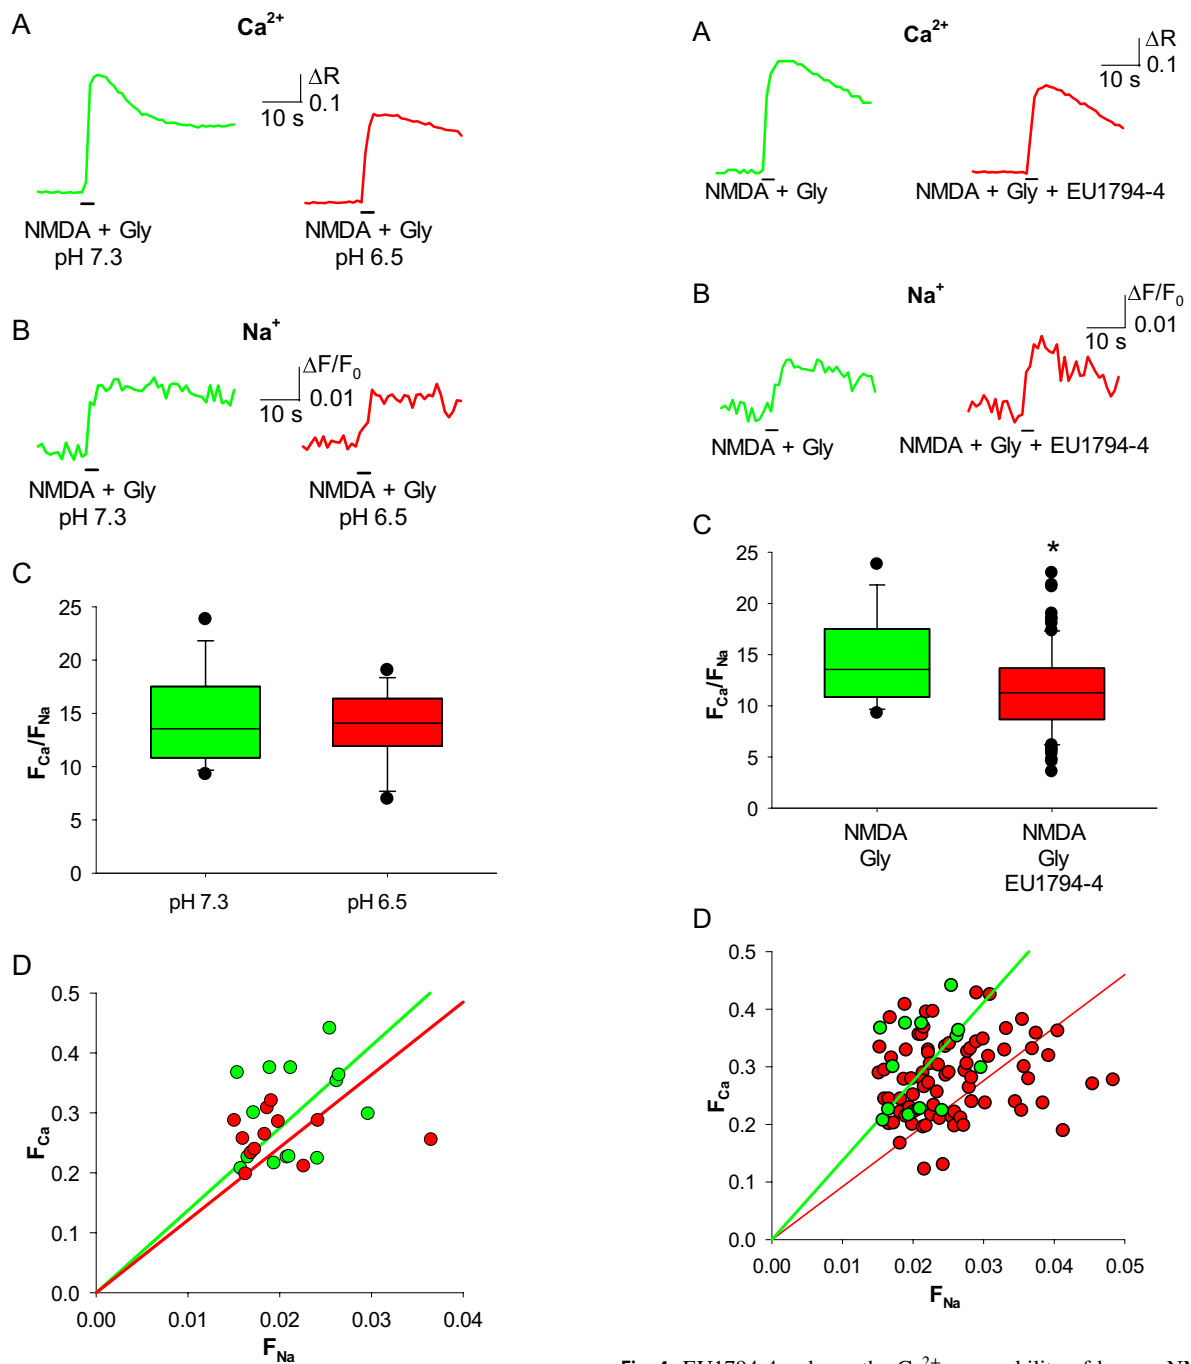 A
Ca2+
ΔR
0.1
10 s
NMDA + Gly
pH 7.3
NMDA + Gly
pH 6.5
B
Na+
ΔF/F0
0.01
10 s
NMDA + Gly
pH 7.3
NMDA + Gly
pH 6.5
C
FCa/FNa
25
20
15
10
5
0
pH 7.3
pH 6.5
D
FCa
0.5
0.4
0.3
0.2
0.1
0.0
0.00 0.01 0.02 0.03 0.04
FNa
A
Ca2+
ΔR
0.1
10 s
NMDA + Gly
NMDA + Gly + EU1794-4
B
Na+
ΔF/F0
0.01
10 s
NMDA + Gly
NMDA + Gly + EU1794-4
C
FCa/FNa
25
20
15
10
5
0
*
NMDA
Gly
NMDA
Gly
EU1794-4
D
FCa
0.5
0.4
0.3
0.2
0.1
0.0
0.00 0.01 0.02 0.03 0.04 0.05
FNa